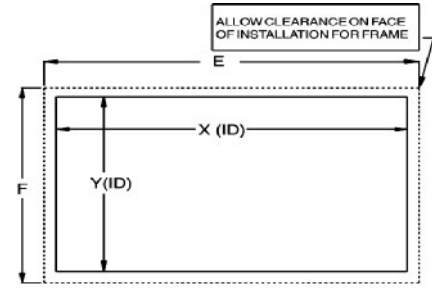 ALLOW CLEARANCE ON FACE
OF INSTALLATION FOR FRAME
E
X (ID)
Y(ID)
F